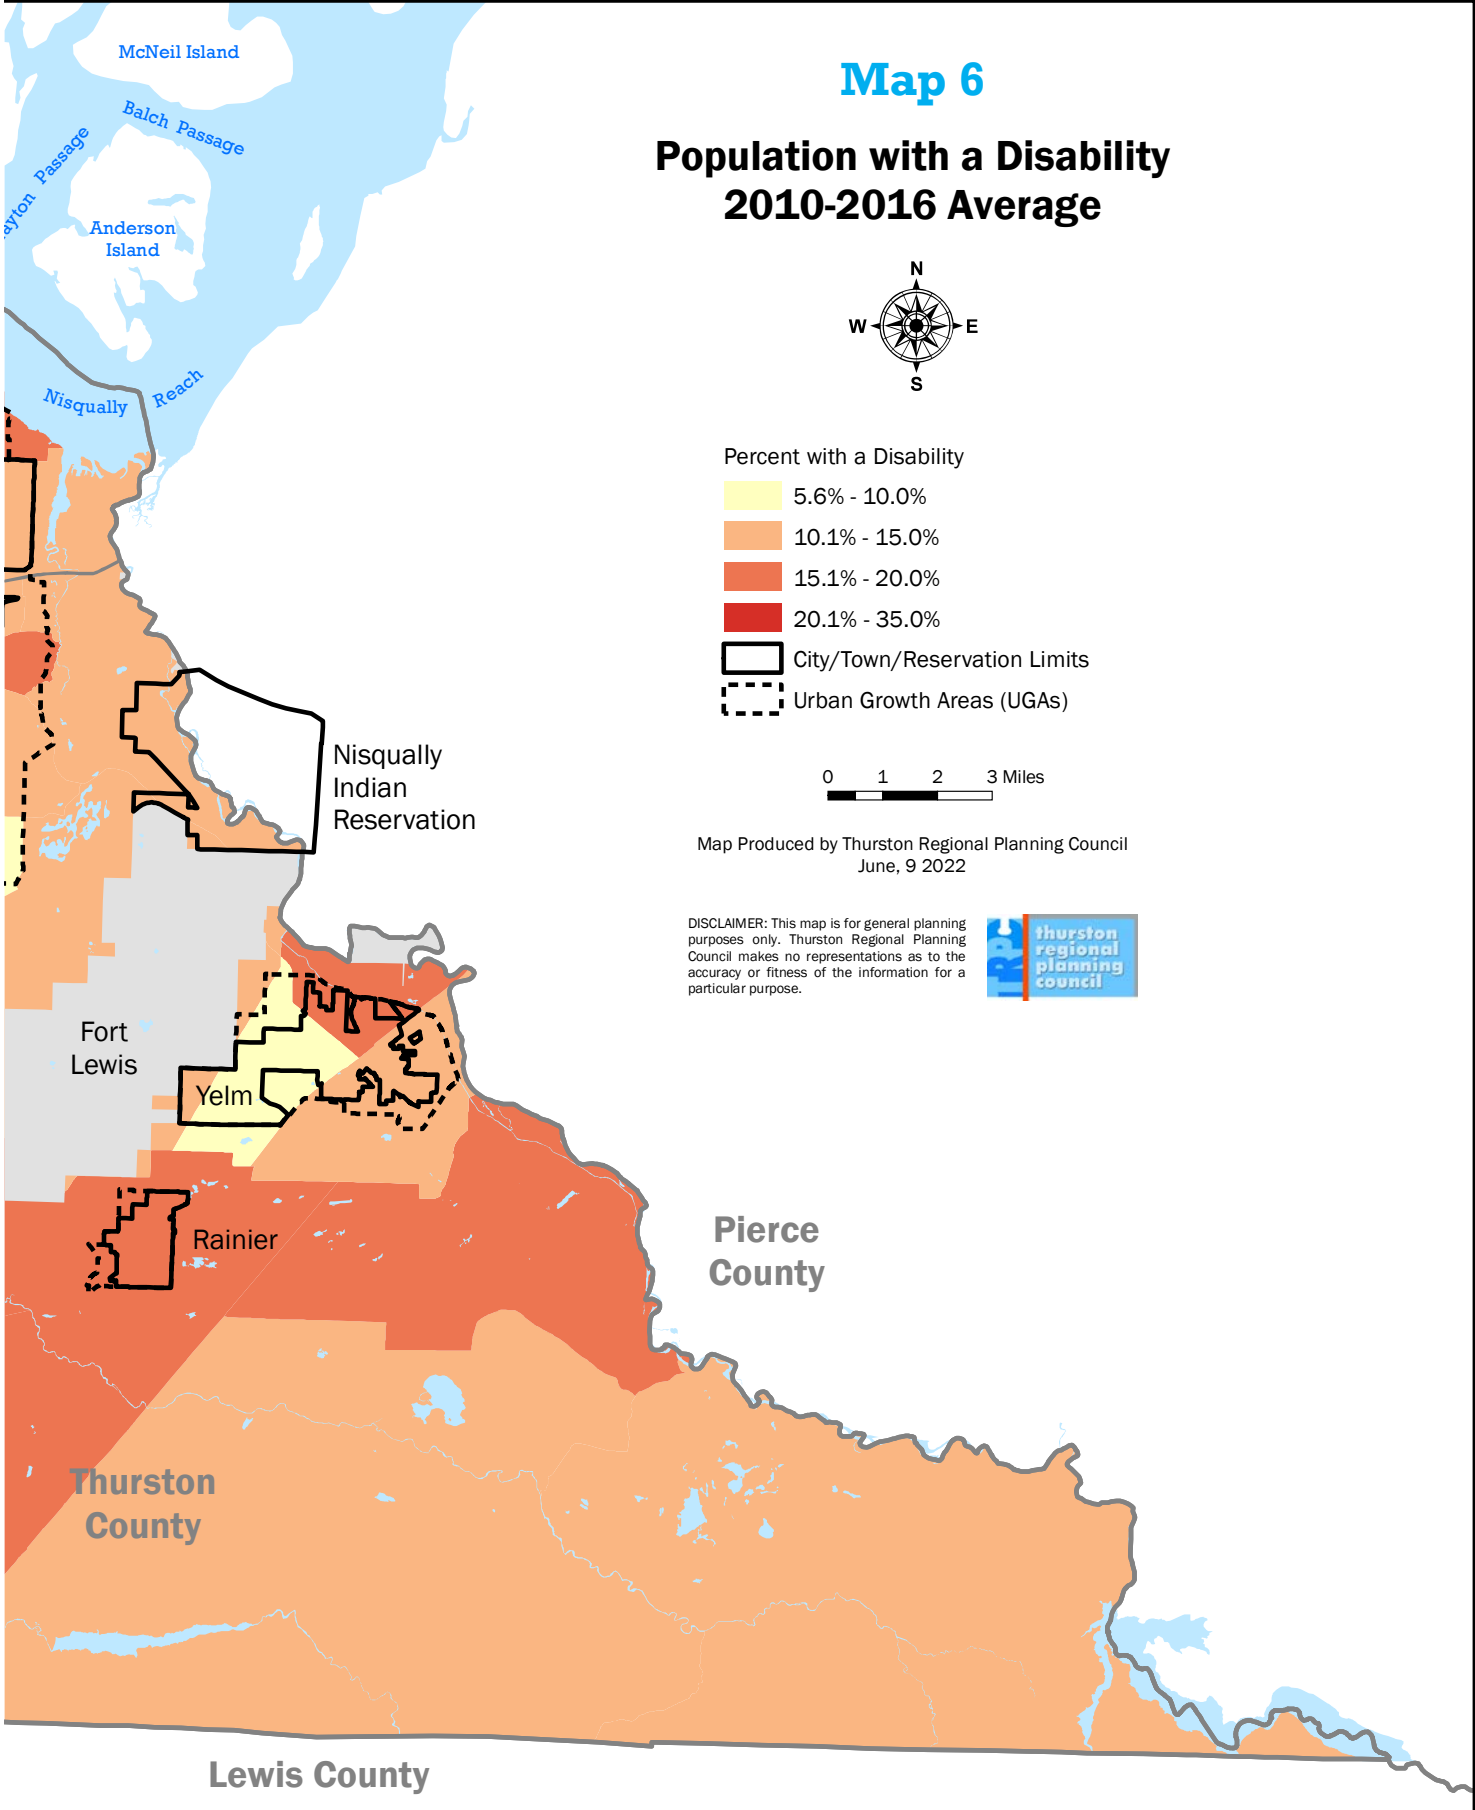 McNeil Island
Balch Passage
Passage
Anderson
Island
Nisqually Reach
Map 6
Population with a Disability
2010-2016 Average
N
W
E
S
Percent with a Disability
5.6% - 10.0%
10.1% - 15.0%
15.1% - 20.0%
20.1% - 35.0%
City/Town/Reservation Limits
Urban Growth Areas (UGAs)
0 1 2 3 Miles
Map Produced by Thurston Regional Planning Council
June, 9 2022
DISCLAIMER: This map is for general planning
purposes only. Thurston Regional Planning
Council makes no representations as to the
accuracy or fitness of the information for a
particular purpose.
TRPC
thurston
regional
planning
council
Nisqually
Indian
Reservation
Fort
Lewis
Yelm
Rainier
Pierce
County
Thurston
County
Lewis County